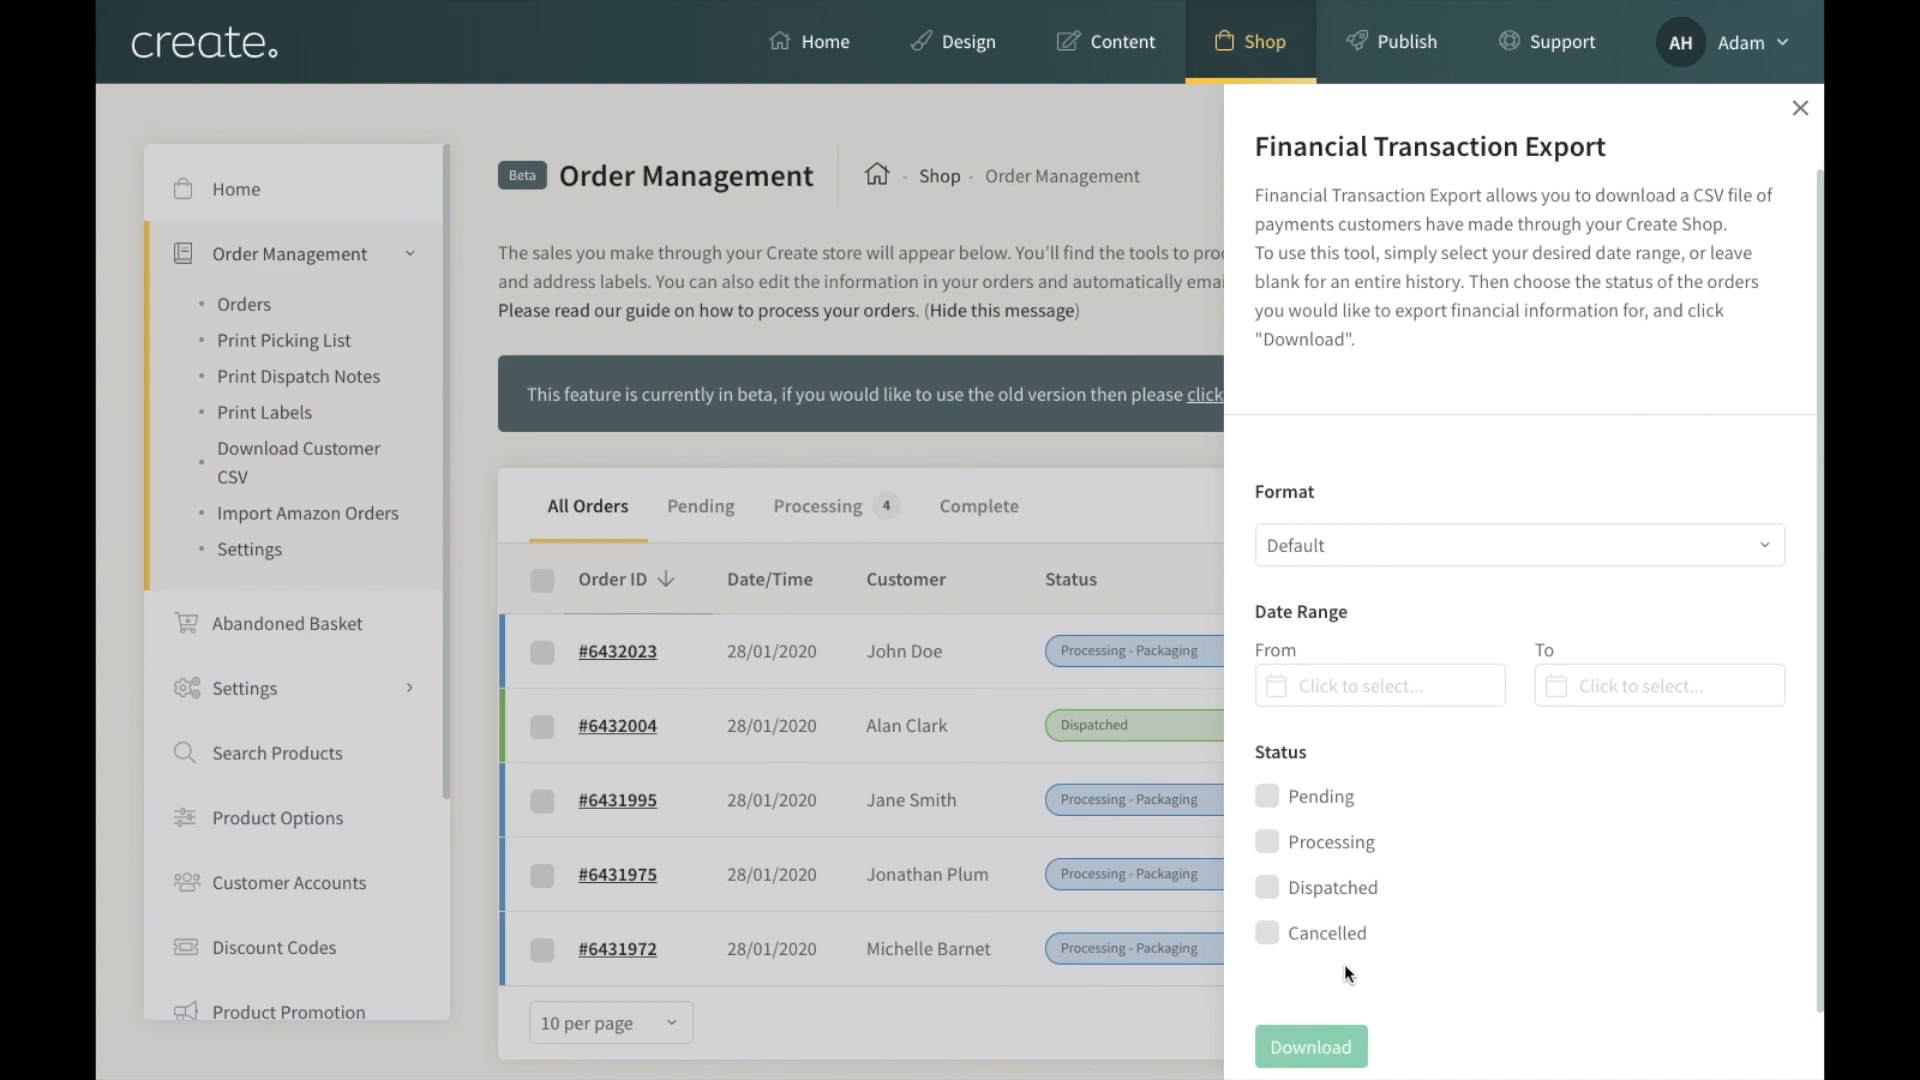 create.
Home
Design
Content
Shop
Publish
Support
AH
Adam
Home
Order Management
Orders
Print Picking List
Print Dispatch Notes
Print Labels
Download Customer
CSV
Import Amazon Orders
Settings
Abandoned Basket
Settings
Search Products
Product Options
Customer Accounts
Discount Codes
Product Promotion
Beta
Order Management
Shop - Order Management
The sales you make through your Create store will appear below. You'll find the tools to
and address labels. You can also edit the information in your orders and automatically
Please read our guide on how to process your orders. (Hide this message)
This feature is currently in beta, if you would like to use the old version then please click
All Orders
Pending
Processing 4
Complete
Order ID
Date/Time
Customer
Status
#6432023 28/01/2020 John Doe Processing - Packaging
#6432004 28/01/2020 Alan Clark Dispatched
#6431995 28/01/2020 Jane Smith Processing - Packaging
#6431975 28/01/2020 Jonathan Plum Processing - Packaging
#6431972 28/01/2020 Michelle Barnet Processing - Packaging
10 per page
Financial Transaction Export
Financial Transaction Export allows you to download a CSV file of
payments customers have made through your Create Shop.
To use this tool, simply select your desired date range, or leave
blank for an entire history. Then choose the status of the orders
you would like to export financial information for, and click
"Download".
Format
Default
Date Range
From
To
Click to select...
Click to select...
Status
Pending
Processing
Dispatched
Cancelled
Download